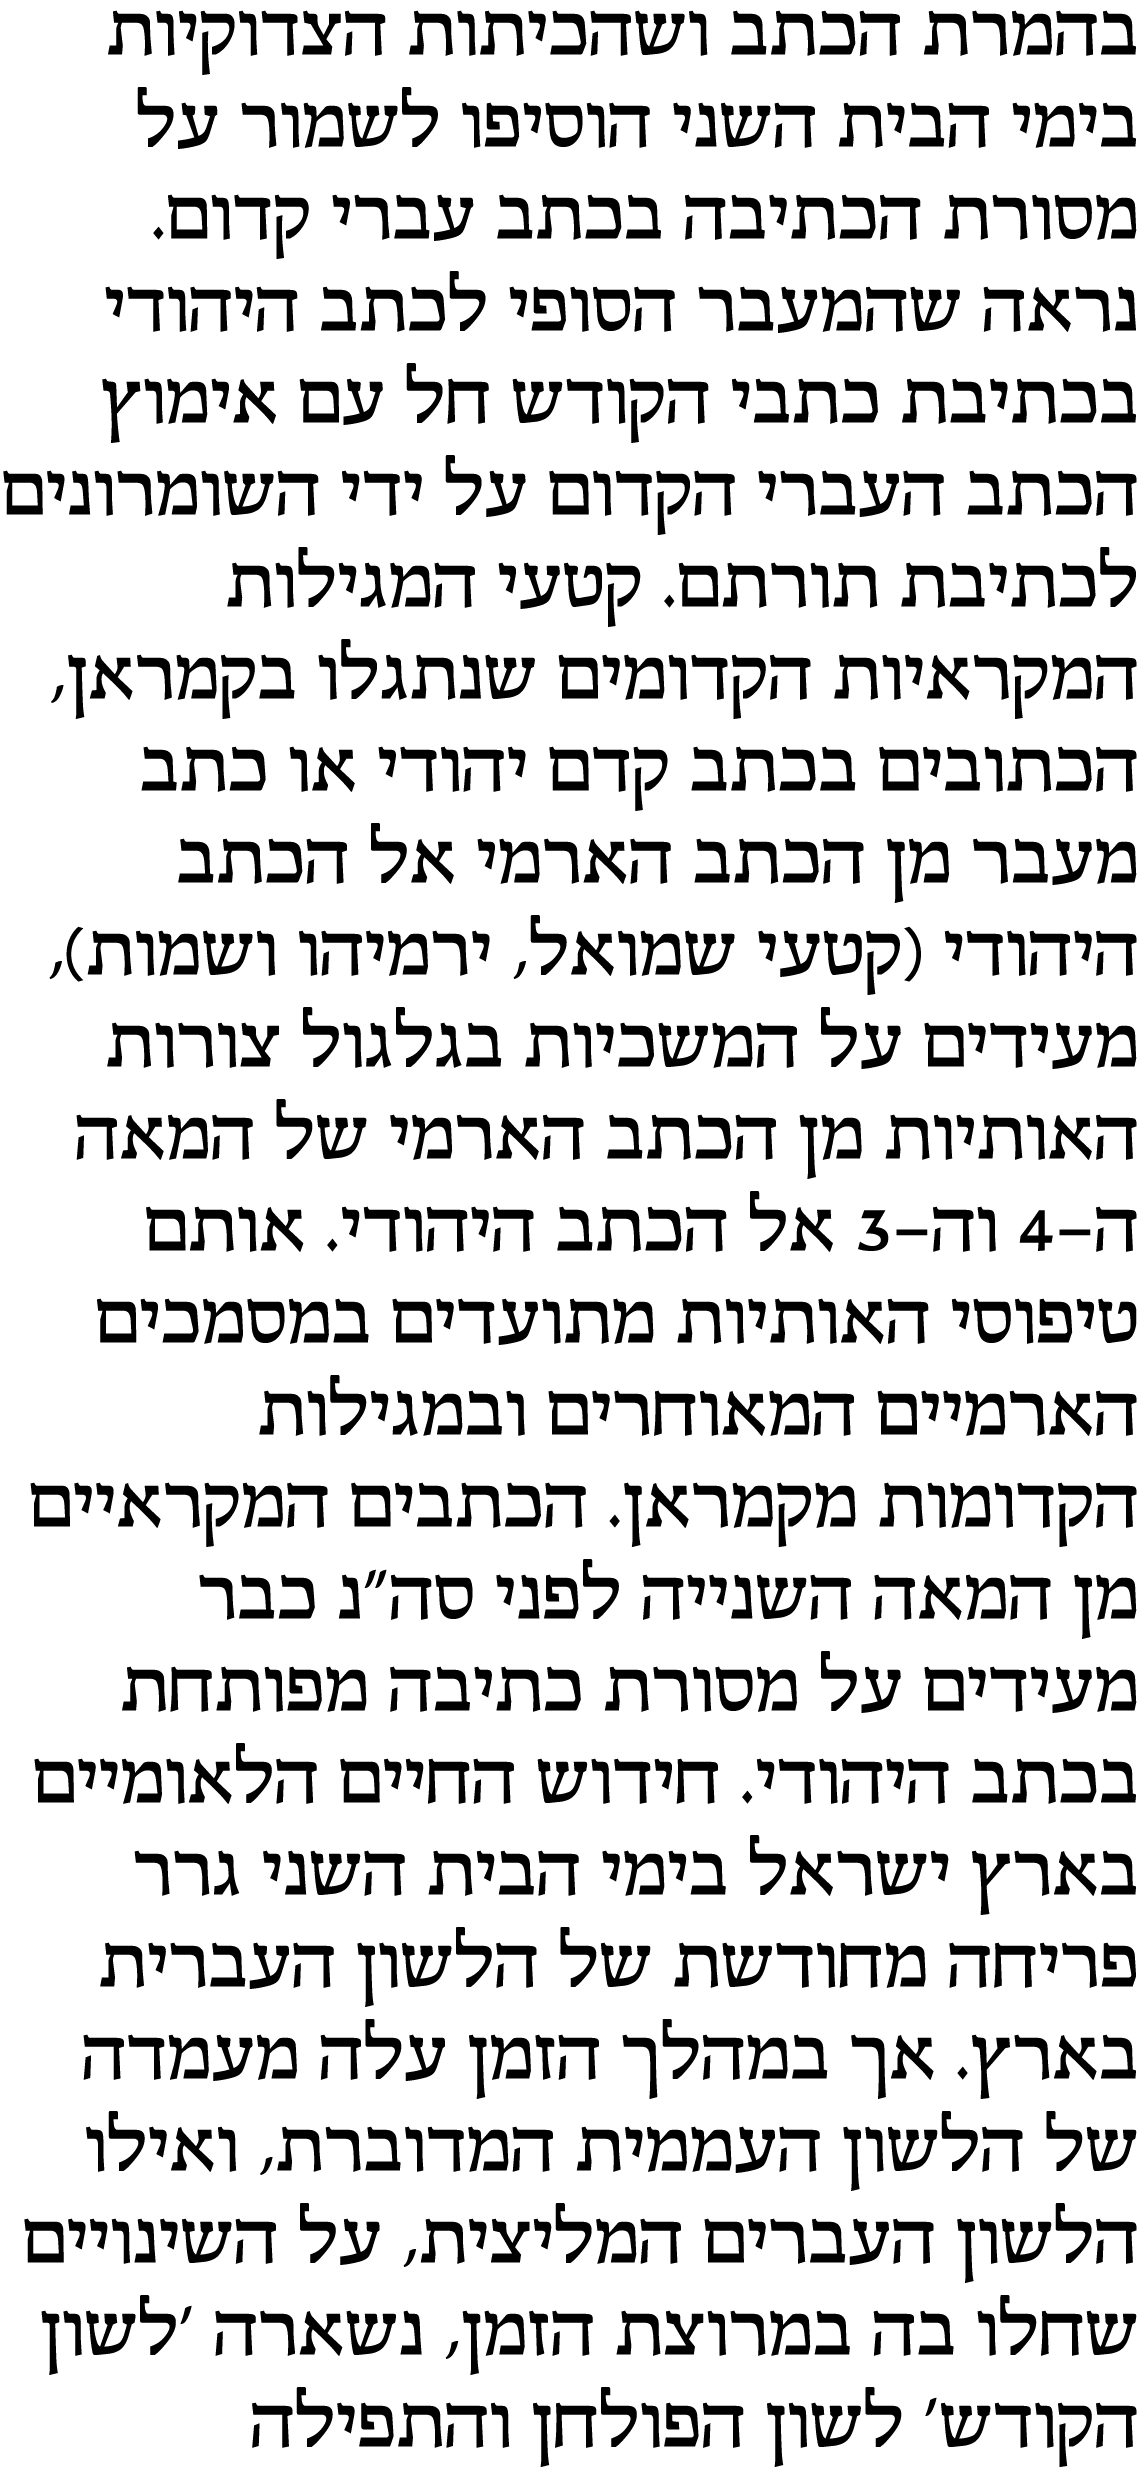 בהמרת הכתב ושהכיתות הצדוקיות
בימי הבית השני הוסיפו לשמור על
מסורת הכתיבה בכתב עברי קדום.
נראה שהמעבר הסופי לכתב היהודי
בכתיבת כתבי הקודש חל עם אימוץ
הכתב העברי הקדום על ידי השומרונים
לכתיבת תורתם. קטעי המגילות
המקראיות הקדומים שנתגלו בקמראן,
הכתובים בכתב קדם יהודי או כתב
מעבר מן הכתב הארמי אל הכתב
היהודי (קטעי שמואל, ירמיהו ושמות),
מעידים על המשכיות בגלגול צורות
האותיות מן הכתב הארמי של המאה
ה–4 וה–3 אל הכתב היהודי. אותם
טיפוסי האותיות מתועדים במסמכים
הארמיים המאוחרים ובמגילות
הקדומות מקמראן. הכתבים המקראיים
מן המאה השנייה לפני סה״נ כבר
מעידים על מסורת כתיבה מפותחת
בכתב היהודי. חידוש החיים הלאומיים
בארץ ישראל בימי הבית השני גרר
פריחה מחודשת של הלשון העברית
בארץ. אך במהלך הזמן עלה מעמדה
של הלשון העממית המדוברת, ואילו
הלשון העברים המליצית, על השינויים
שחלו בה במרוצת הזמן, נשארה ׳לשון
הקודש׳ לשון הפולחן והתפילה